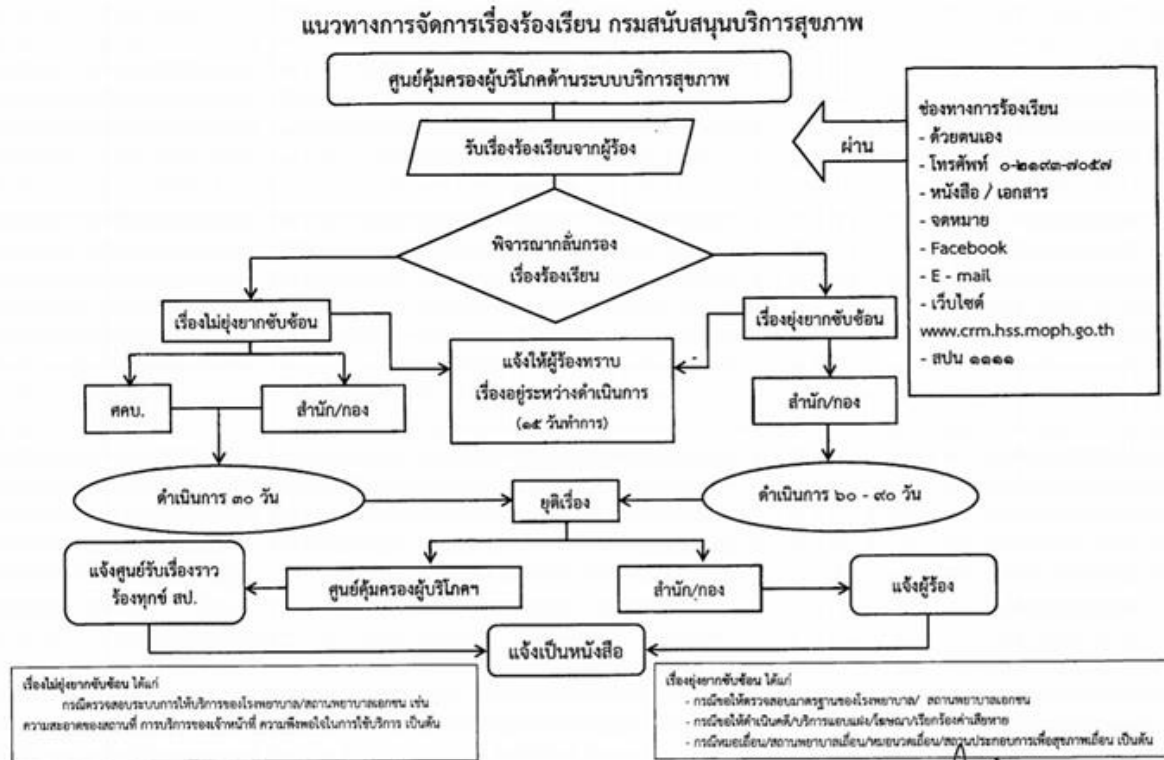 แนวทางการจัดการเรื่องร้องเรียน กรมสนับสนุนบริการสุขภาพ
ศูนย์คุ้มครองผู้บริโภคด้านระบบบริการสุขภาพ
รับเรื่องร้องเรียนจากผู้ร้อง
ผ่าน
ช่องทางการร้องเรียน
- ด้วยตนเอง
- โทรศัพท์ ๐-๒๑๙๓-๗๐๕๗
- หนังสือ / เอกสาร
- จดหมาย
- Facebook
- E - mail
- เว็บไซต์
www.crm.hss.moph.go.th
- สปน ๑๑๑๑
พิจารณากลั่นกรอง
เรื่องร้องเรียน
เรื่องไม่ยุ่งยากซับซ้อน
เรื่องยุ่งยากซับซ้อน
แจ้งให้ผู้ร้องทราบ
เรื่องอยู่ระหว่างดำเนินการ
(๑๕ วันทำการ)
ศคบ.
สำนัก/กอง
สำนัก/กอง
ดำเนินการ ๓๐ วัน
ยุติเรื่อง
ดำเนินการ ๖๐ - ๙๐ วัน
แจ้งศูนย์รับเรื่องราว
ร้องทุกข์ สป.
ศูนย์คุ้มครองผู้บริโภคฯ
สำนัก/กอง
แจ้งผู้ร้อง
แจ้งเป็นหนังสือ
เรื่องไม่ยุ่งยากซับซ้อน ได้แก่
กรณีตรวจสอบระบบการให้บริการของโรงพยาบาล/สถานพยาบาลเอกชน เช่น
ความสะอาดของสถานที่ การบริการของเจ้าหน้าที่ ความพึงพอใจในการใช้บริการ เป็นต้น
เรื่องยุ่งยากซับซ้อน ได้แก่
- กรณีขอให้ตรวจสอบมาตรฐานของโรงพยาบาล/ สถานพยาบาลเอกชน
- กรณีขอให้ดำเนินคดี/บริการแอบแฝง/โฆษณา/เรียกร้องค่าเสียหาย
- กรณีหมอเถื่อน/สถานพยาบาลเถื่อน/หมอนวดเถื่อน/สถานประกอบการเพื่อสุขภาพเถื่อน เป็นต้น